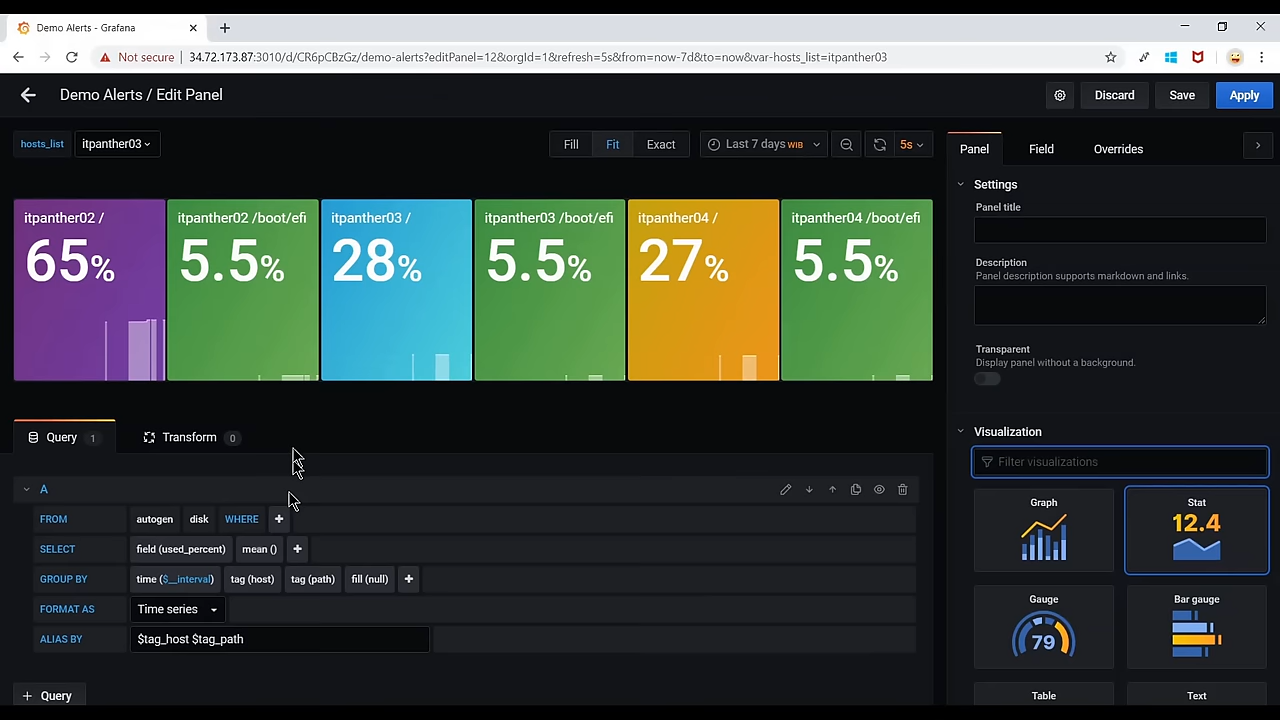 Demo Alerts - Grafana
Not secure 34.72.173.87:3010/d/CR6pCBzGz/demo-alerts?editPanel=12&orgId=1&refresh=5s&from=now-7d&to=now&var-hosts_list=itpanther03
Demo Alerts / Edit Panel
Discard
Save
Apply
hosts_list
itpanther03
Fill
Fit
Exact
Last 7 days WIB
5s
Panel
Field
Overrides
itpanther02 /
65%
itpanther02 /boot/efi
5.5%
itpanther03 /
28%
itpanther03 /boot/efi
5.5%
itpanther04 /
27%
itpanther04 /boot/efi
5.5%
Settings
Panel title
Description
Panel description supports markdown and links.
Transparent
Display panel without a background.
Query 1
Transform 0
A
FROM autogen disk WHERE +
SELECT field (used_percent) mean () +
GROUP BY time ($__interval) tag (host) tag (path) fill (null) +
FORMAT AS Time series
ALIAS BY $tag_host $tag_path
+ Query
Visualization
Filter visualizations
Graph
Stat
12.4
Gauge
79
Bar gauge
Table
Text